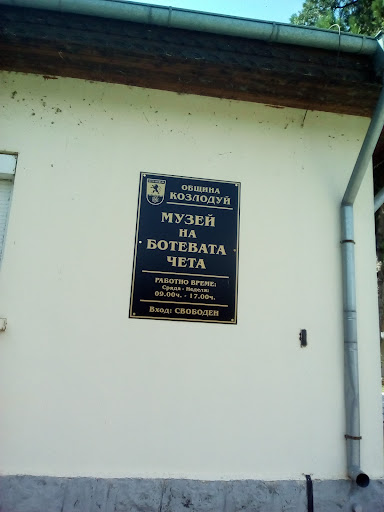 ОБЩИНА
КОЗЛОДУЙ
МУЗЕЙ
НА
БОТЕВАТА
ЧЕТА
РАБОТНО ВРЕМЕ:
Сряда - Неделя:
09.00ч. - 17.00ч.
Вход: СВОБОДЕН